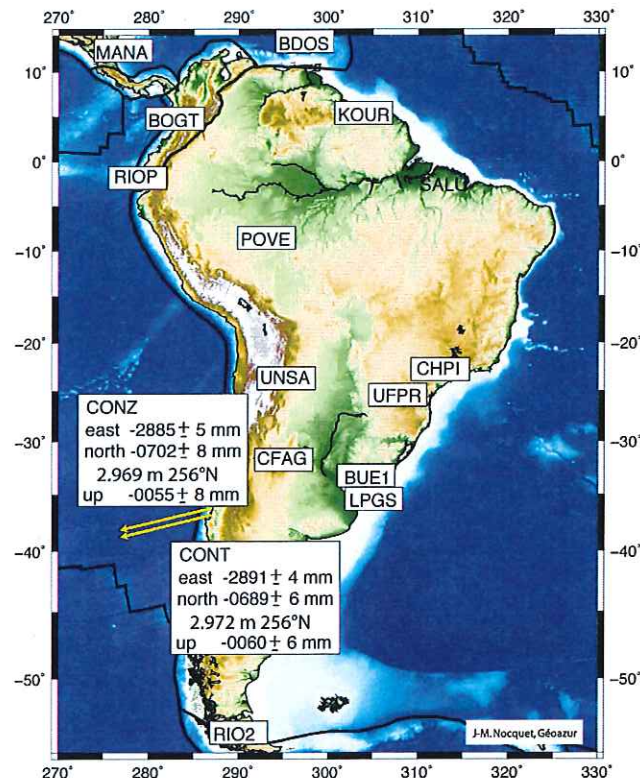 270° 280° 290° 300° 310° 320° 330°
MANA
BDOS
10°
10°
BOGT
KOUR
0°
0°
RIOP
SALU
-10°
-10°
POVE
-20°
-20°
UNSA
CHPI
UFPR
CONZ
east -2885± 5 mm
north -0702± 8 mm
2.969 m 256°N
up -0055± 8 mm
-30°
-30°
CFAG
BUE1
LPGS
-40°
-40°
CONT
east -2891± 4 mm
north -0689± 6 mm
2.972 m 256°N
up -0060± 6 mm
-50°
-50°
RIO2
J-M. Nocquet, Géoazur
270° 280° 290° 300° 310° 320° 330°